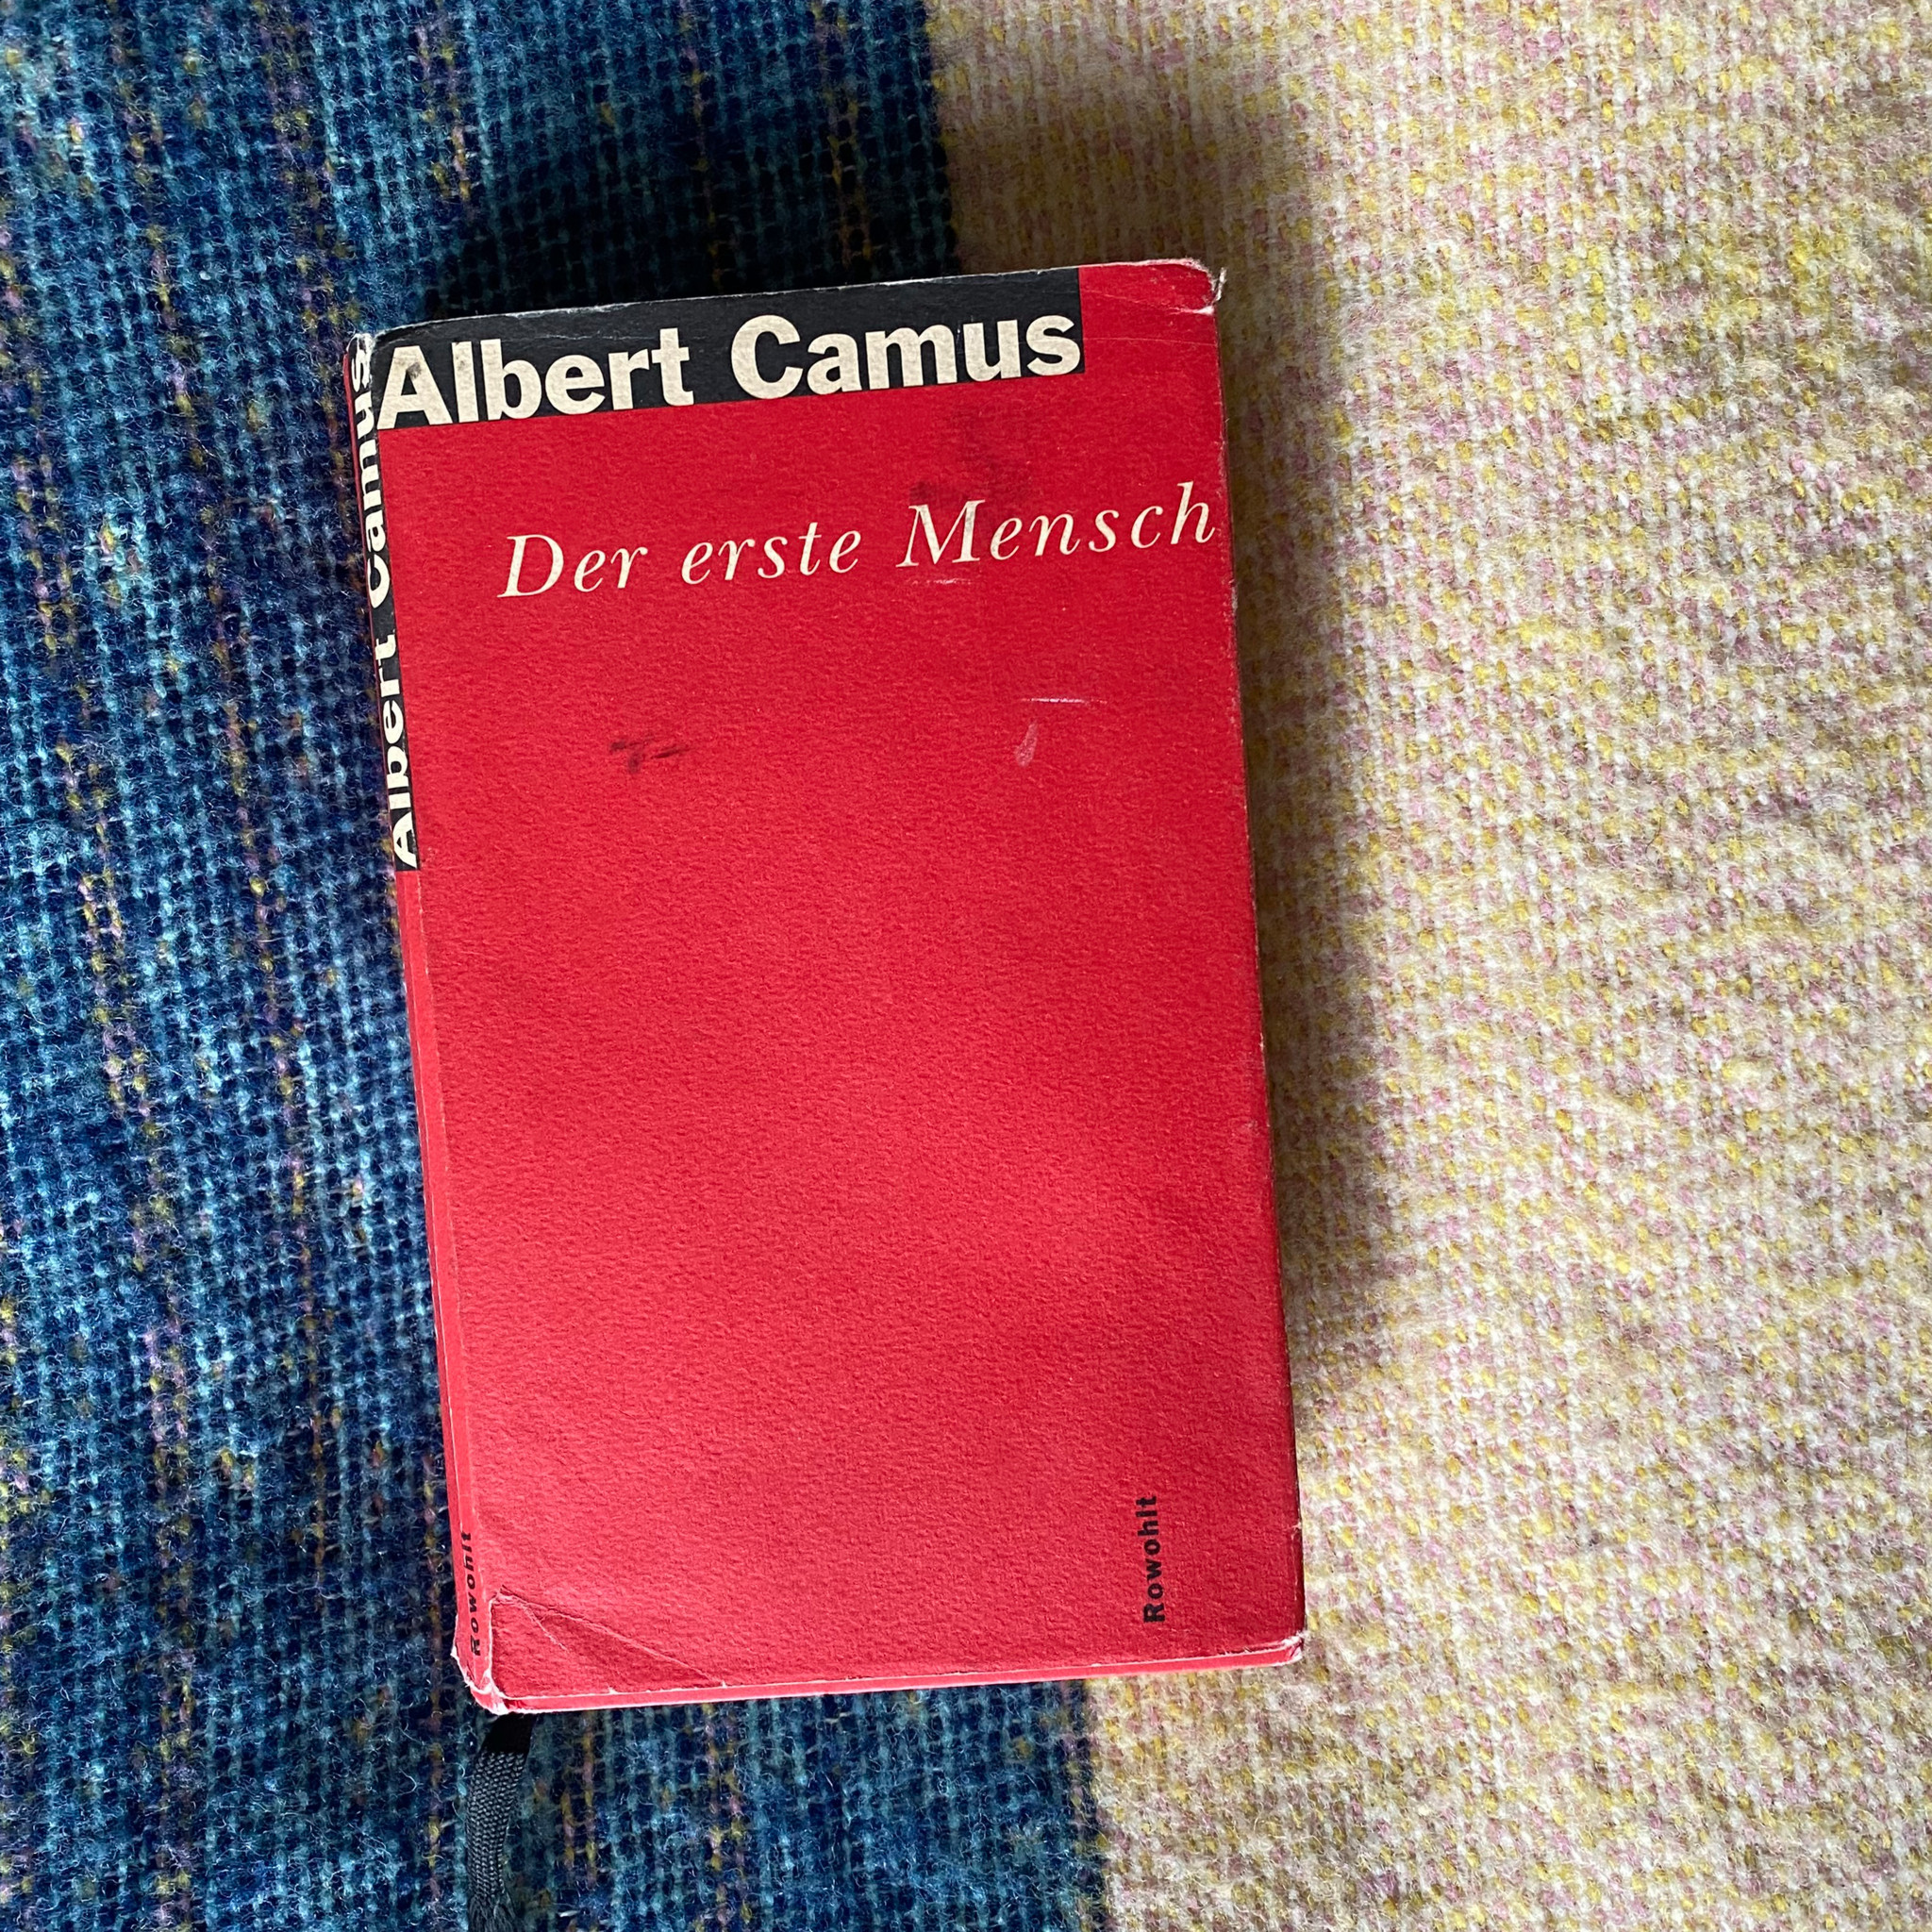 Albert Camus
Der erste Mensch
Rowohlt
Albert Camus
Rowohlt